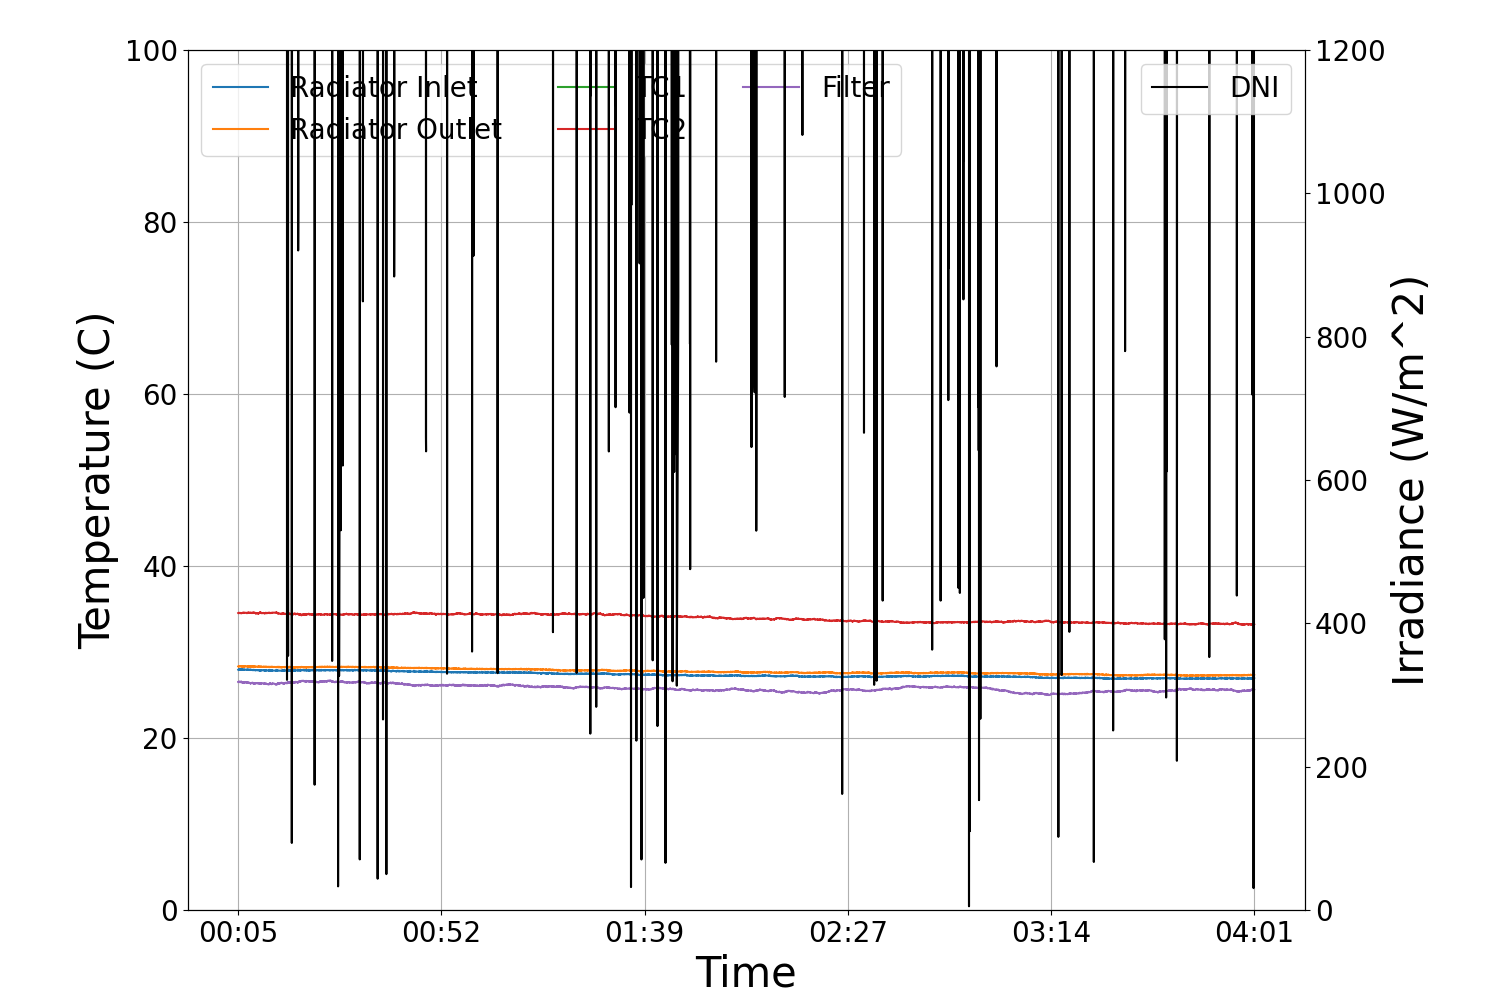 100
80
60
40
20
0
Temperature (C)
Radiator Inlet
Radiator Outlet
TC1
TC2
Filter
DNI
1200
1000
800
600
400
200
0
Irradiance (W/m^2)
00:05
00:52
01:39
02:27
03:14
04:01
Time